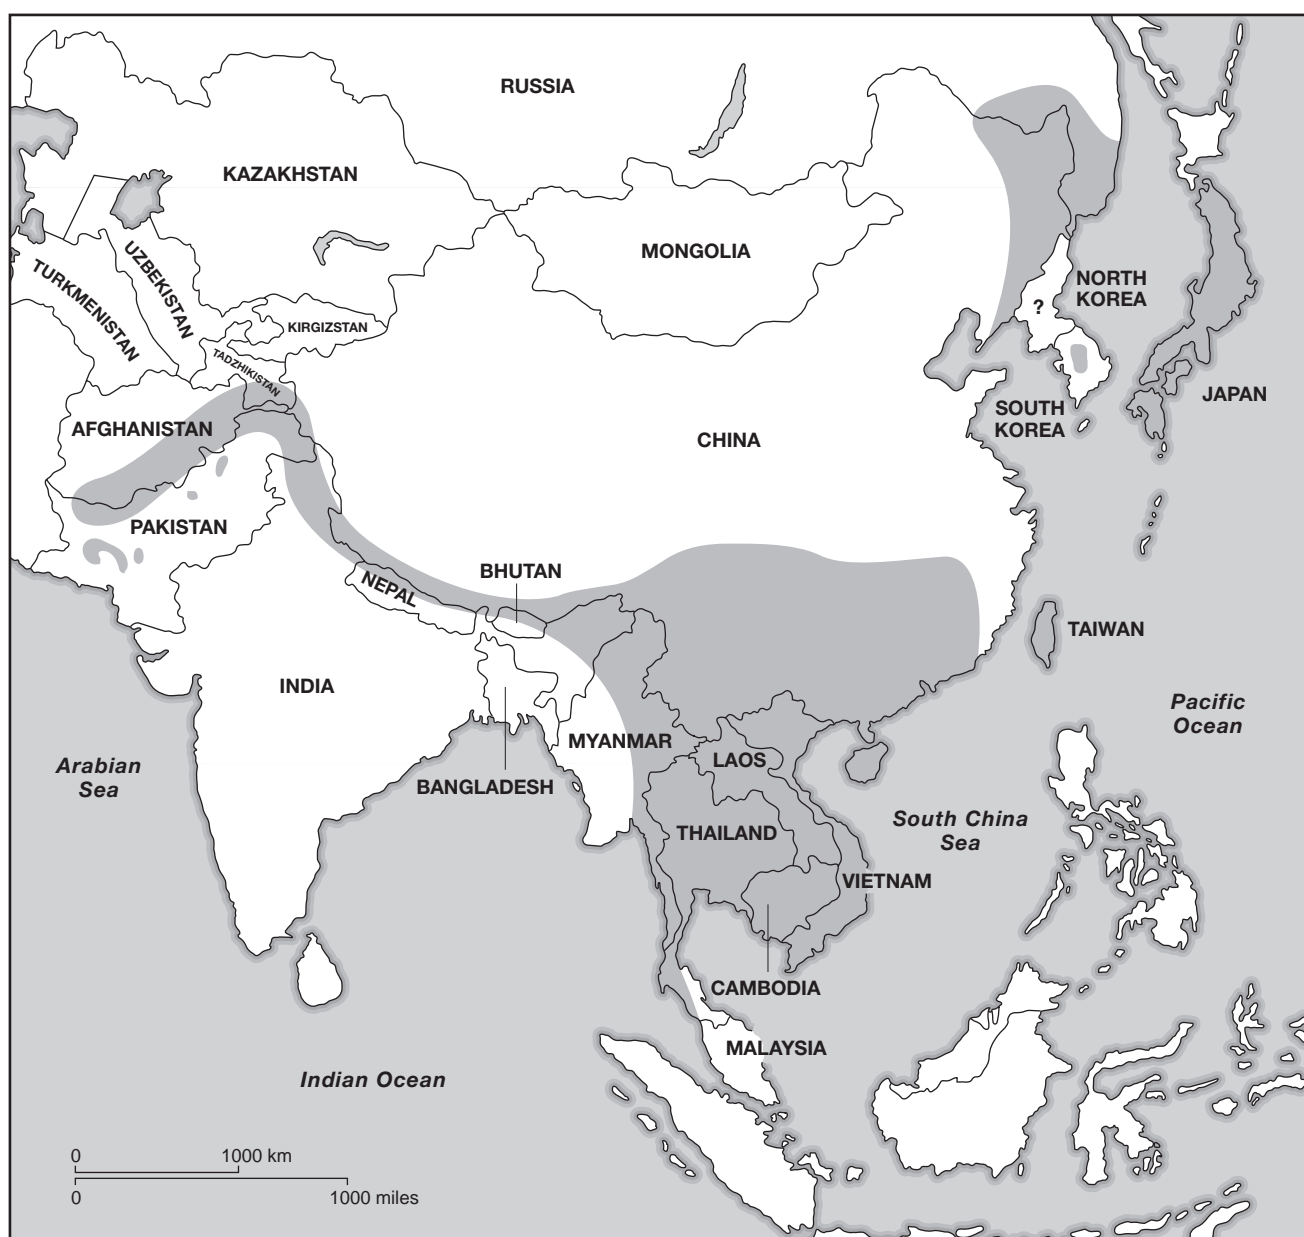 RUSSIA
KAZAKHSTAN
MONGOLIA
UZBEKISTAN
TURKMENISTAN
NORTH
KOREA
?
KIRGIZSTAN
TADZHIKISTAN
JAPAN
SOUTH
KOREA
AFGHANISTAN
CHINA
PAKISTAN
BHUTAN
NEPAL
TAIWAN
INDIA
Pacific
Ocean
MYANMAR
LAOS
Arabian
Sea
BANGLADESH
South China
Sea
THAILAND
VIETNAM
CAMBODIA
MALAYSIA
Indian Ocean
0 1000 km
0 1000 miles